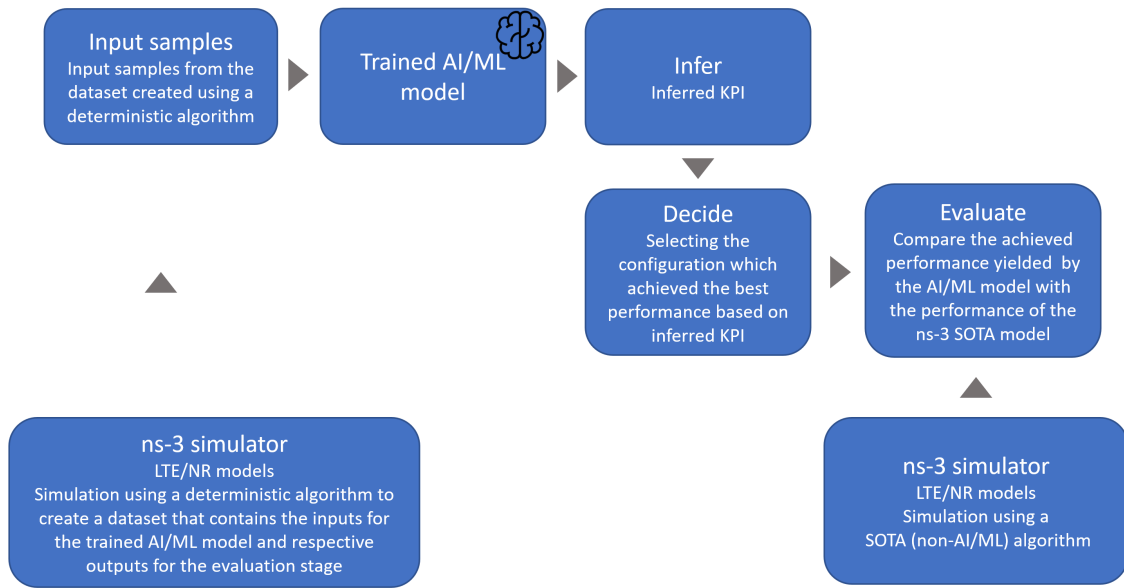 Input samples
Input samples from the
dataset created using a
deterministic algorithm
Trained AI/ML
model
Infer
Inferred KPI
Decide
Selecting the
configuration which
achieved the best
performance based on
inferred KPI
Evaluate
Compare the achieved
performance yielded by
the AI/ML model with
the performance of the
ns-3 SOTA model
ns-3 simulator
LTE/NR models
Simulation using a deterministic algorithm to
create a dataset that contains the inputs for
the trained AI/ML model and respective
outputs for the evaluation stage
ns-3 simulator
LTE/NR models
Simulation using a
SOTA (non-AI/ML) algorithm